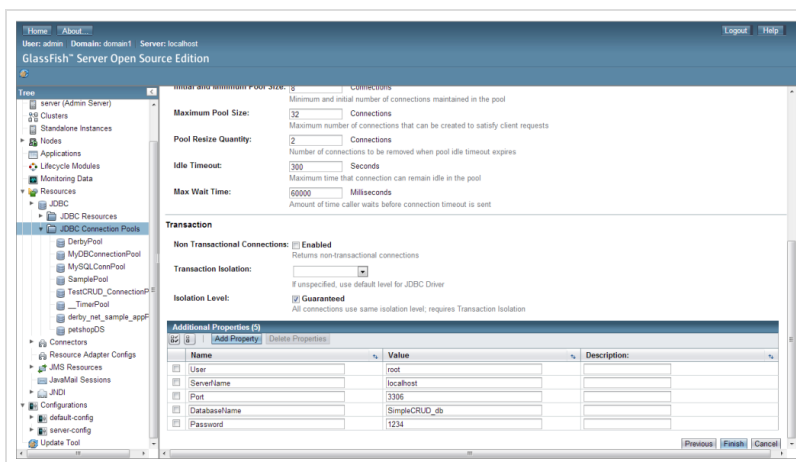 Home About... Logout Help
User: admin Domain: domain1 Server: localhost
GlassFish™ Server Open Source Edition
Tree
server (Admin Server)
Clusters
Standalone Instances
Nodes
Applications
Lifecycle Modules
Monitoring Data
Resources
JDBC
JDBC Resources
JDBC Connection Pools
DerbyPool
MyDBConnectionPool
MySQLConnPool
SamplePool
TestCRUD_ConnectionP
__TimerPool
derby_net_sample_appP
petshopDS
Connectors
Resource Adapter Configs
JMS Resources
JavaMail Sessions
JNDI
Configurations
default-config
server-config
Update Tool
Initial and Minimum Pool Size: 8 Connections
Minimum and initial number of connections maintained in the pool
Maximum Pool Size: 32 Connections
Maximum number of connections that can be created to satisfy client requests
Pool Resize Quantity: 2 Connections
Number of connections to be removed when pool idle timeout expires
Idle Timeout: 300 Seconds
Maximum time that connection can remain idle in the pool
Max Wait Time: 60000 Milliseconds
Amount of time caller waits before connection timeout is sent
Transaction
Non Transactional Connections: Enabled
Returns non-transactional connections
Transaction Isolation:
If unspecified, use default level for JDBC Driver
Isolation Level: Guaranteed
All connections use same isolation level; requires Transaction Isolation
Additional Properties (5)
Add Property Delete Properties
Name Value Description:
User root
ServerName localhost
Port 3306
DatabaseName SimpleCRUD_db
Password 1234
Previous Finish Cancel